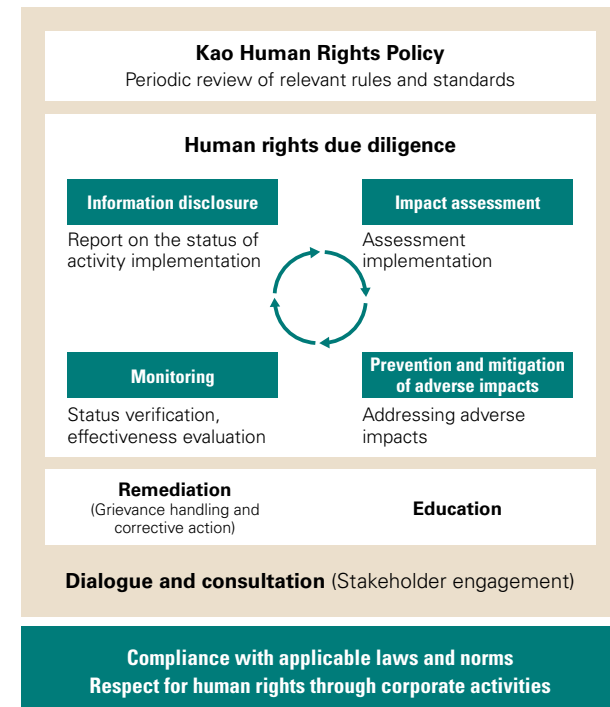 Kao Human Rights Policy
Periodic review of relevant rules and standards
Human rights due diligence
Information disclosure
Report on the status of
activity implementation
Impact assessment
Assessment
implementation
Monitoring
Status verification,
effectiveness evaluation
Prevention and mitigation
of adverse impacts
Addressing adverse
impacts
Remediation
(Grievance handling and
corrective action)
Education
Dialogue and consultation (Stakeholder engagement)
Compliance with applicable laws and norms
Respect for human rights through corporate activities